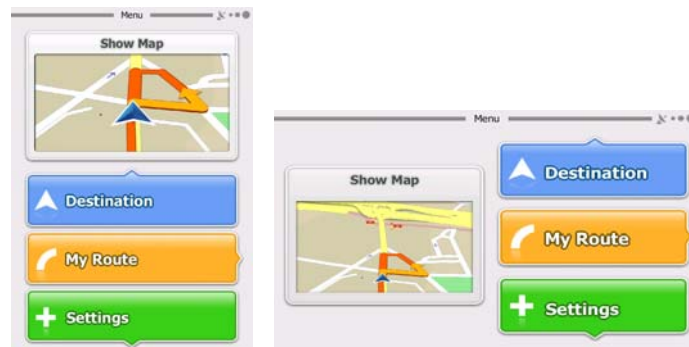 Menu
Show Map
Destination
My Route
Settings
Menu
Show Map
Destination
My Route
Settings